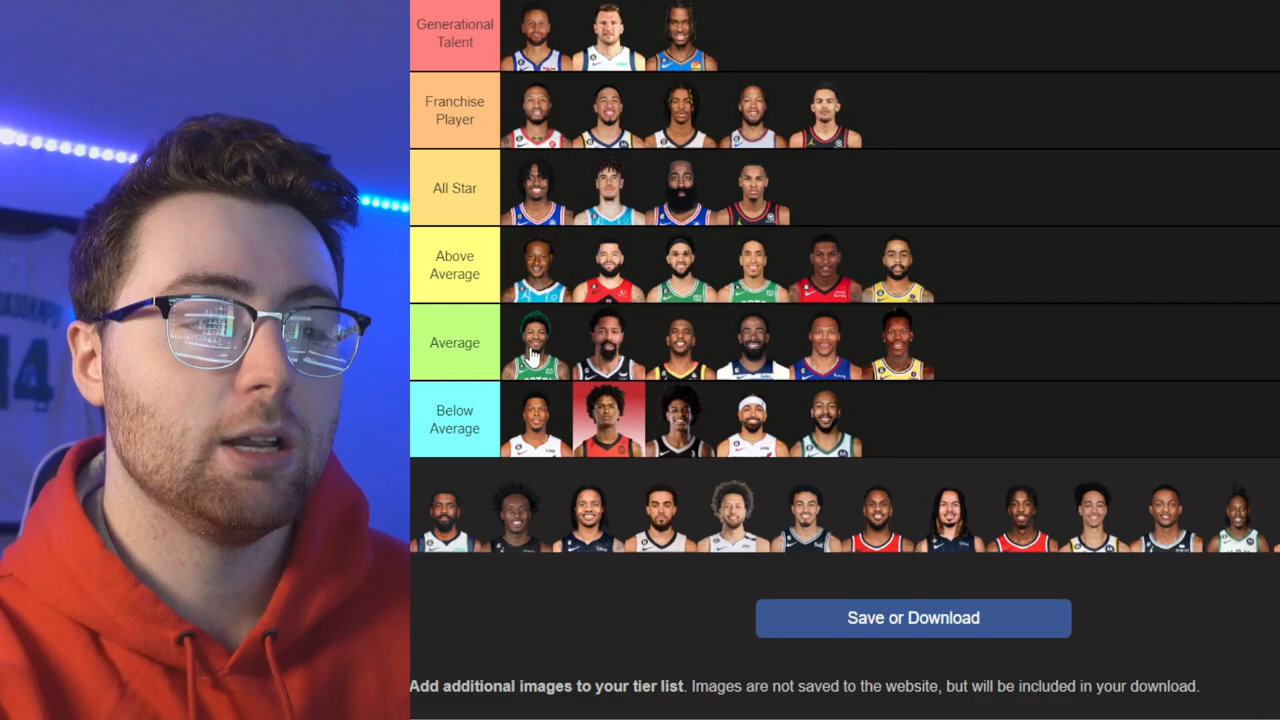 Generational
Talent
Franchise
Player
All Star
Above
Average
Average
Below
Average
Save or Download
Add additional images to your tier list. Images are not saved to the website, but will be included in your download.
44